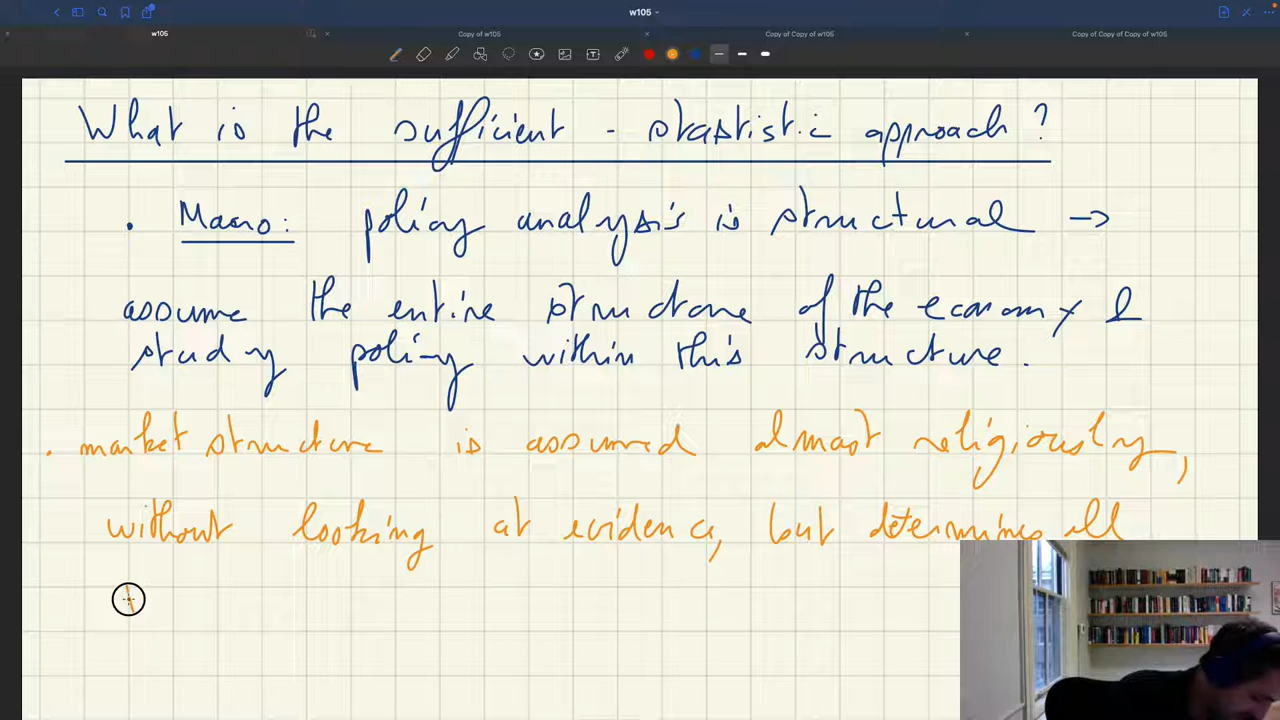 w105
w105
Copy of w105
Copy of Copy of w105
Copy of Copy of Copy of w105
What is the sufficient - stastistic approach?
. Macro: policy analysis is structural →
assume the entire structure of the economy &
study policy within this structure.
. market structure is assumed almost religiously,
without looking at evidence, but determines all